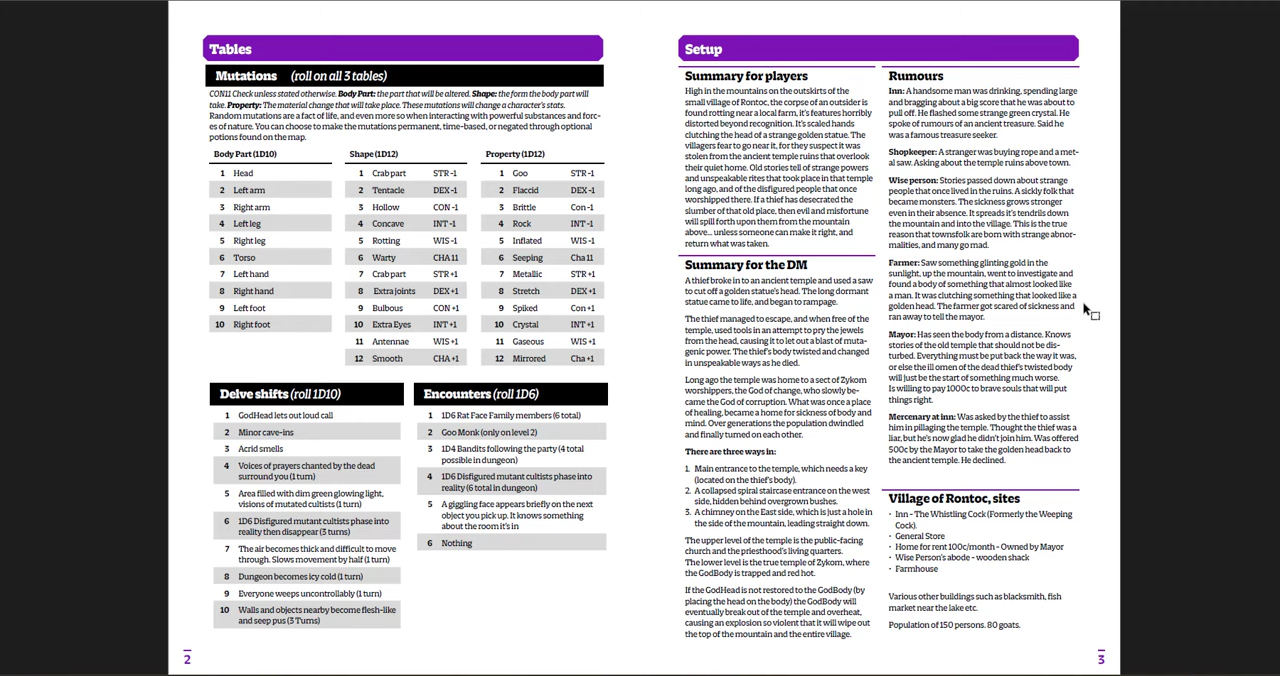 Tables
Mutations (roll on all 3 tables)
CON11 Check unless stated otherwise. Body Part: the part that will be altered. Shape: the form the body part will
take. Property: The material change that will take place. These mutations will change a character's stats.
Random mutations are a fact of life, and even more so when interacting with powerful substances and forc-
es of nature. You can choose to make the mutations permanent, time-based, or negated through optional
potions found on the map.
Body Part (1D10)
1 Head
2 Left arm
3 Right arm
4 Left leg
5 Right leg
6 Torso
7 Left hand
8 Right hand
9 Left foot
10 Right foot
Shape (1D12)
1 Crab part STR -1
2 Tentacle DEX -1
3 Hollow CON -1
4 Concave INT -1
5 Rotting WIS -1
6 Warty CHA 11
7 Crab part STR +1
8 Extra joints DEX +1
9 Bulbous CON +1
10 Extra Eyes INT +1
11 Antennae WIS +1
12 Smooth CHA +1
Property (1D12)
1 Goo STR -1
2 Flaccid DEX -1
3 Brittle Con -1
4 Rock INT -1
5 Inflated WIS -1
6 Seeping Cha 11
7 Metallic STR +1
8 Stretch DEX +1
9 Spiked Con +1
10 Crystal INT +1
11 Gaseous WIS +1
12 Mirrored Cha +1
Delve shifts (roll 1D10)
1 GodHead lets out loud call
2 Minor cave-ins
3 Acrid smells
4 Voices of prayers chanted by the dead
surround you (1 turn)
5 Area filled with dim green glowing light,
visions of mutated cultists (1 turn)
6 1D6 Disfigured mutant cultists phase into
reality then disappear (3 turns)
7 The air becomes thick and difficult to move
through. Slows movement by half (1 turn)
8 Dungeon becomes icy cold (1 turn)
9 Everyone weeps uncontrollably (1 turn)
10 Walls and objects nearby become flesh-like
and seep pus (3 Turns)
Encounters (roll 1D6)
1 1D6 Rat Face Family members (6 total)
2 Goo Monk (only on level 2)
3 1D4 Bandits following the party (4 total
possible in dungeon)
4 1D6 Disfigured mutant cultists phase into
reality (6 total in dungeon)
5 A giggling face appears briefly on the next
object you pick up. It knows something
about the room it's in
6 Nothing
2
Setup
Summary for players
High in the mountains on the outskirts of the
small village of Rontoc, the corpse of an outsider is
found rotting near a local farm, it's features horribly
distorted beyond recognition. It's scaled hands
clutching the head of a strange golden statue. The
villagers fear to go near it, for they suspect it was
stolen from the ancient temple ruins that overlook
their quiet home. Old stories tell of strange powers
and unspeakable rites that took place in that temple
long ago, and of the disfigured people that once
worshipped there. If a thief has desecrated the
slumber of that old place, then evil and misfortune
will spill forth upon them from the mountain
above... unless someone can make it right, and
return what was taken.
Summary for the DM
A thief broke in to an ancient temple and used a saw
to cut off a golden statue's head. The long dormant
statue came to life, and began to rampage.
The thief managed to escape, and when free of the
temple, used tools in an attempt to pry the jewels
from the head, causing it to let out a blast of muta-
genic power. The thief's body twisted and changed
in unspeakable ways as he died.
Long ago the temple was home to a sect of Zykom
worshippers, the God of change, who slowly be-
came the God of corruption. What was once a place
of healing, became a home for sickness of body and
mind. Over generations the population dwindled
and finally turned on each other.
There are three ways in:
1. Main entrance to the temple, which needs a key
(located on the thief's body).
2. A collapsed spiral staircase entrance on the west
side, hidden behind overgrown bushes.
3. A chimney on the East side, which is just a hole in
the side of the mountain, leading straight down.
The upper level of the temple is the public-facing
church and the priesthood's living quarters.
The lower level is the true temple of Zykom, where
the GodBody is trapped and red hot.
If the GodHead is not restored to the GodBody (by
placing the head on the body) the GodBody will
eventually break out of the temple and overheat,
causing an explosion so violent that it will wipe out
the top of the mountain and the entire village.
Rumours
Inn: A handsome man was drinking, spending large
and bragging about a big score that he was about to
pull off. He flashed some strange green crystal. He
spoke of rumours of an ancient treasure. Said he
was a famous treasure seeker.
Shopkeeper: A stranger was buying rope and a met-
al saw. Asking about the temple ruins above town.
Wise person: Stories passed down about strange
people that once lived in the ruins. A sickly folk that
became monsters. The sickness grows stronger
even in their absence. It spreads it's tendrils down
the mountain and into the village. This is the true
reason that townsfolk are born with strange abnor-
malities, and many go mad.
Farmer: Saw something glinting gold in the
sunlight, up the mountain, went to investigate and
found a body of something that almost looked like
a man. It was clutching something that looked like a
golden head. The farmer got scared of sickness and
ran away to tell the mayor.
Mayor: Has seen the body from a distance. Knows
stories of the old temple that should not be dis-
turbed. Everything must be put back the way it was,
or else the ill omen of the dead thief's twisted body
will just be the start of something much worse.
Is willing to pay 1000c to brave souls that will put
things right.
Mercenary at inn: Was asked by the thief to assist
him in pillaging the temple. Thought the thief was a
liar, but he's now glad he didn't join him. Was offered
500c by the Mayor to take the golden head back to
the ancient temple. He declined.
Village of Rontoc, sites
• Inn - The Whistling Cock (Formerly the Weeping
Cock).
• General Store
• Home for rent 100c/month - Owned by Mayor
• Wise Person's abode - wooden shack
• Farmhouse
Various other buildings such as blacksmith, fish
market near the lake etc.
Population of 150 persons. 80 goats.
3